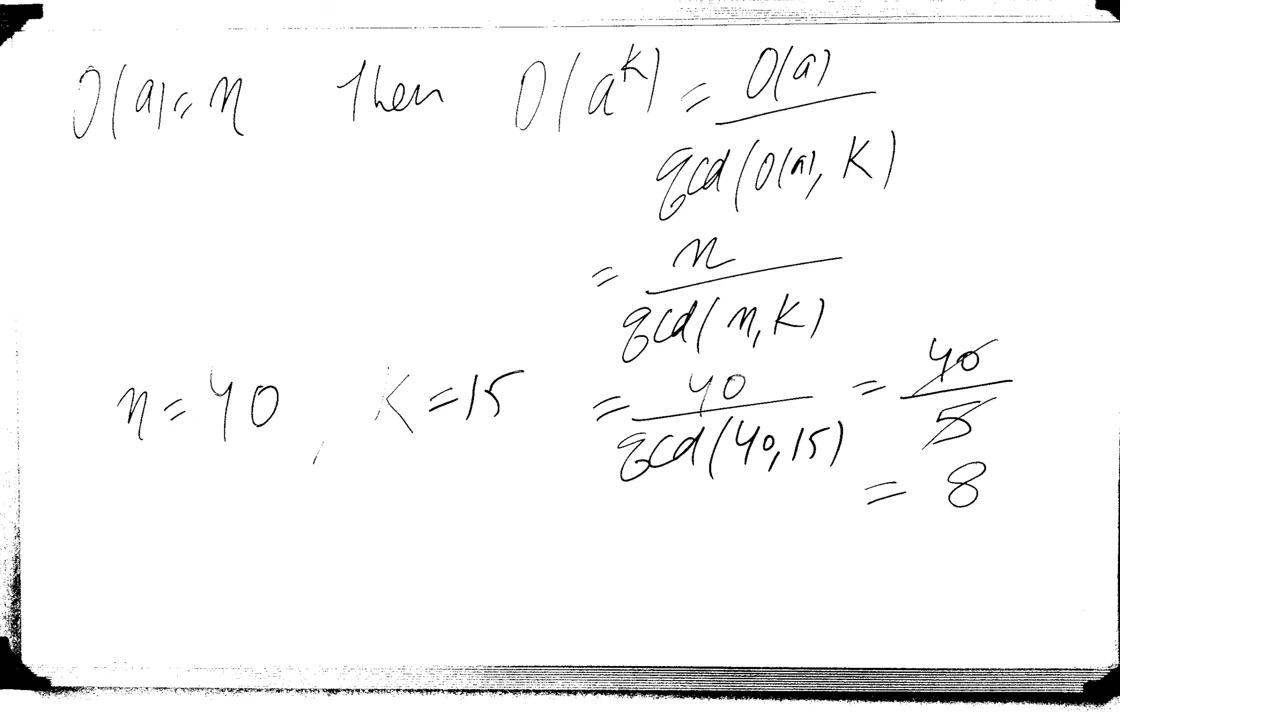 O(a) = n then O(a^k) = O(a) / gcd(O(a), K)
= n / gcd(n, K)
n = 40, K = 15 = 40 / gcd(40, 15) = 40 / 5
= 8